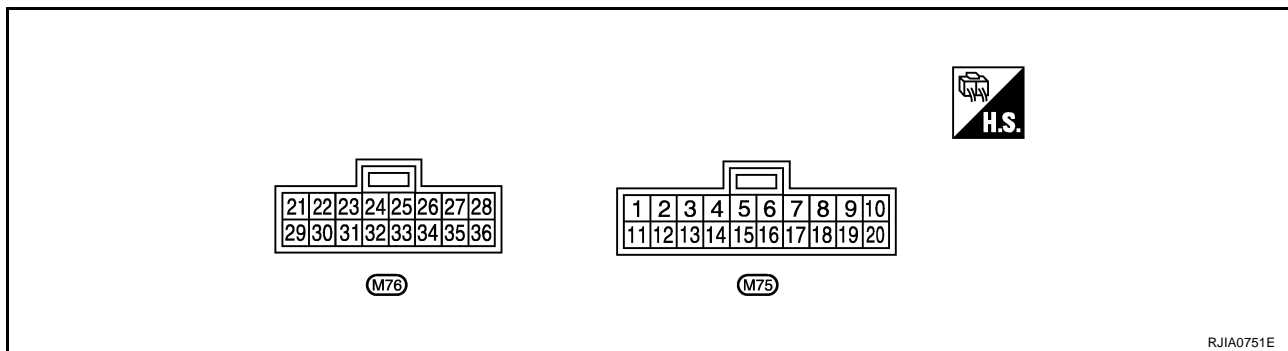 H.S.
21 22 23 24 25 26 27 28
29 30 31 32 33 34 35 36
M76
1 2 3 4 5 6 7 8 9 10
11 12 13 14 15 16 17 18 19 20
M75
RJIA0751E